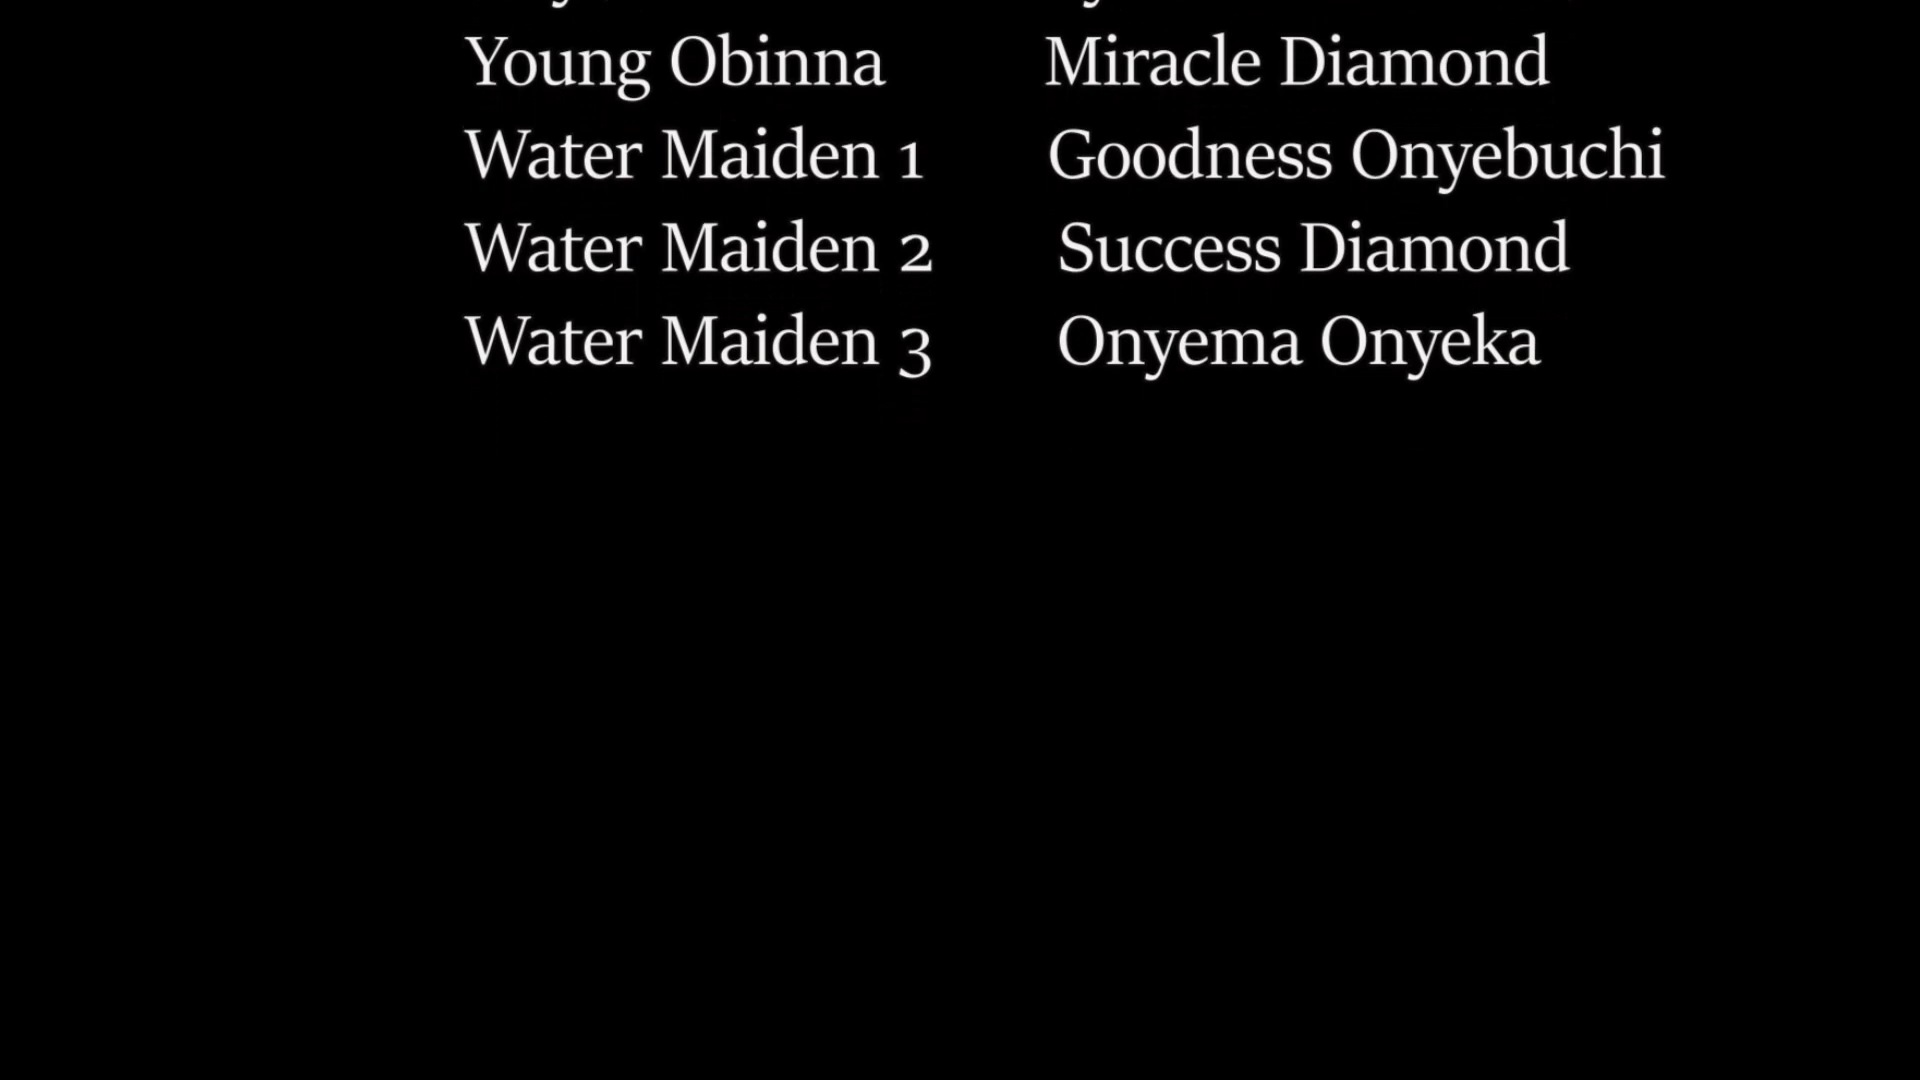 Young Obinna Miracle Diamond
Water Maiden 1 Goodness Onyebuchi
Water Maiden 2 Success Diamond
Water Maiden 3 Onyema Onyeka